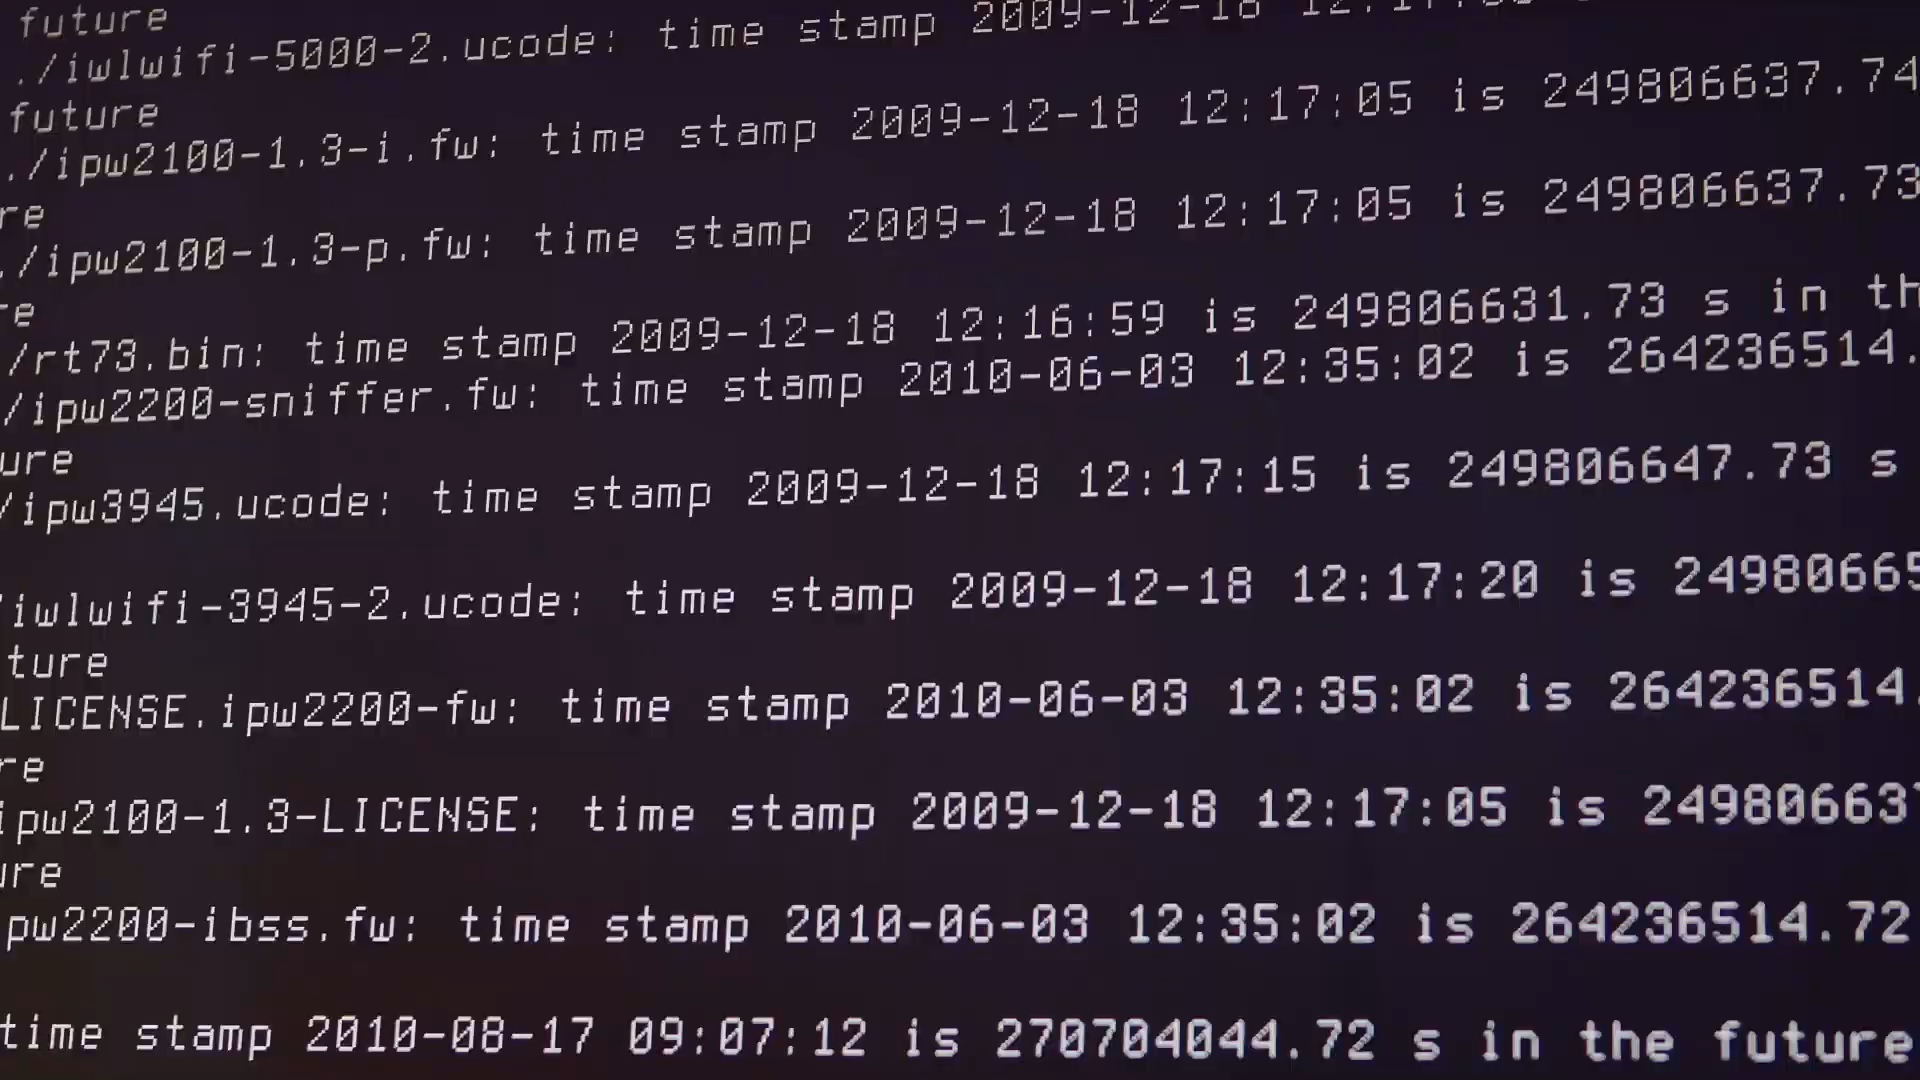 future
./iwlwifi-5000-2.ucode: time stamp 2009-12-18
future
./ipw2100-1.3-i.fw: time stamp 2009-12-18 12:17:05 is 249806637.74
re
./ipw2100-1.3-p.fw: time stamp 2009-12-18 12:17:05 is 249806637.73
re
/rt73.bin: time stamp 2009-12-18 12:16:59 is 249806631.73 s in th
/ipw2200-sniffer.fw: time stamp 2010-06-03 12:35:02 is 264236514.
ure
/ipw3945.ucode: time stamp 2009-12-18 12:17:15 is 249806647.73 s
/iwlwifi-3945-2.ucode: time stamp 2009-12-18 12:17:20 is 24980665
ture
LICENSE.ipw2200-fw: time stamp 2010-06-03 12:35:02 is 264236514.
re
ipw2100-1.3-LICENSE: time stamp 2009-12-18 12:17:05 is 249806637
ure
pw2200-ibss.fw: time stamp 2010-06-03 12:35:02 is 264236514.72
time stamp 2010-08-17 09:07:12 is 270704044.72 s in the future